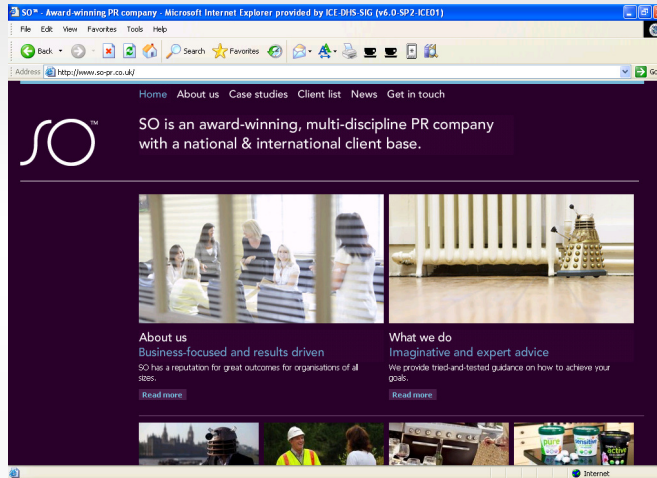 SO™ - Award-winning PR company - Microsoft Internet Explorer provided by ICE-DHS-SIG (v6.0-SP2-ICE01)
File Edit View Favorites Tools Help
Back Search Favorites
Address http://www.so-pr.co.uk/ Go
Home About us Case studies Client list News Get in touch
SO™
SO is an award-winning, multi-discipline PR company
with a national & international client base.
About us
Business-focused and results driven
SO has a reputation for great outcomes for organisations of all
sizes.
Read more
What we do
Imaginative and expert advice
We provide tried-and-tested guidance on how to achieve your
goals.
Read more
pure sensitive active
Internet